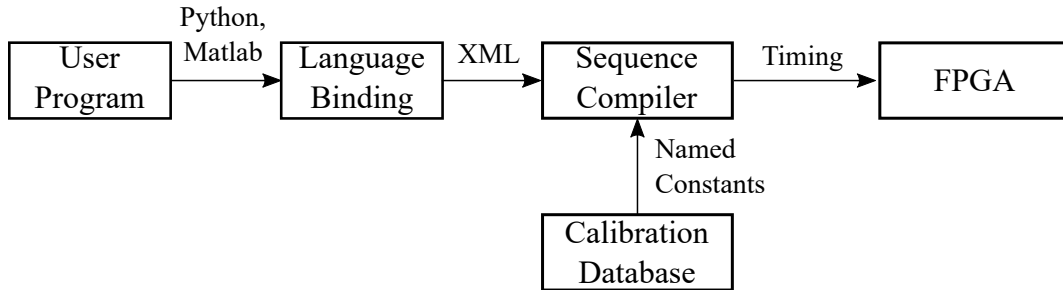 User
Program
Python,
Matlab
Language
Binding
XML
Sequence
Compiler
Timing
FPGA
Named
Constants
Calibration
Database